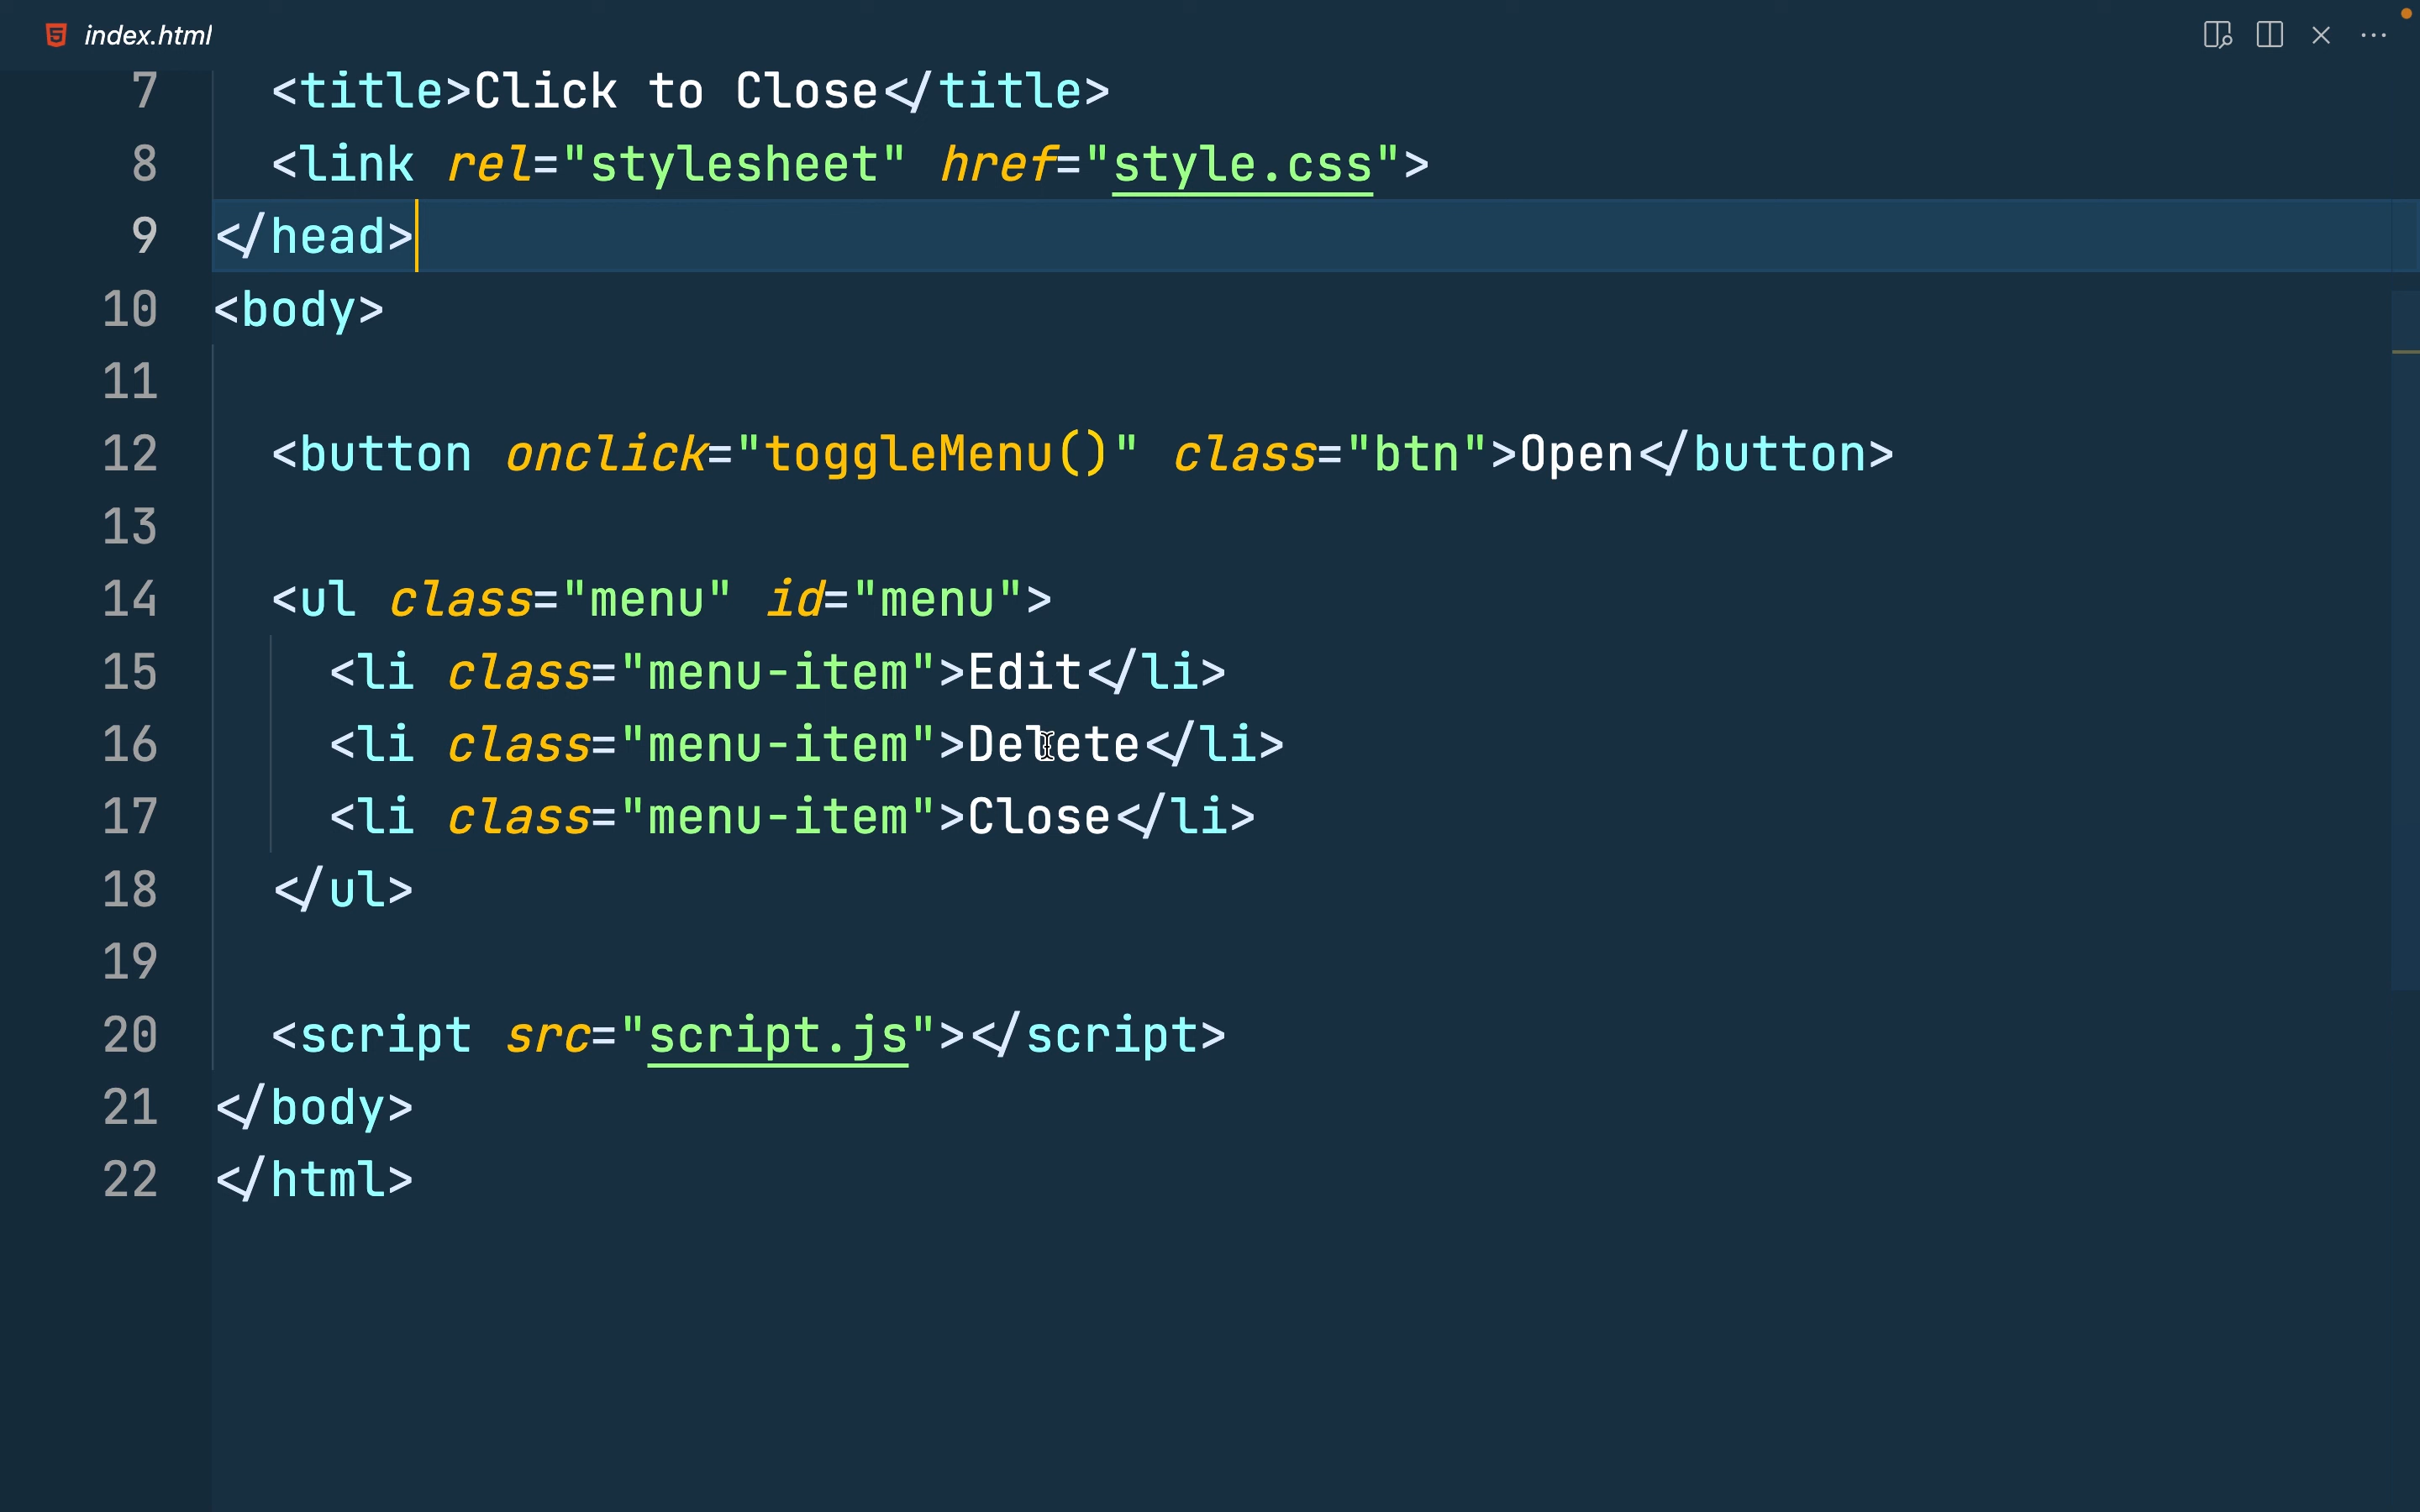 index.html
7 <title>Click to Close</title>
8 <link rel="stylesheet" href="style.css">
9 </head>
10 <body>
11
12 <button onclick="toggleMenu()" class="btn">Open</button>
13
14 <ul class="menu" id="menu">
15 <li class="menu-item">Edit</li>
16 <li class="menu-item">Delete</li>
17 <li class="menu-item">Close</li>
18 </ul>
19
20 <script src="script.js"></script>
21 </body>
22 </html>